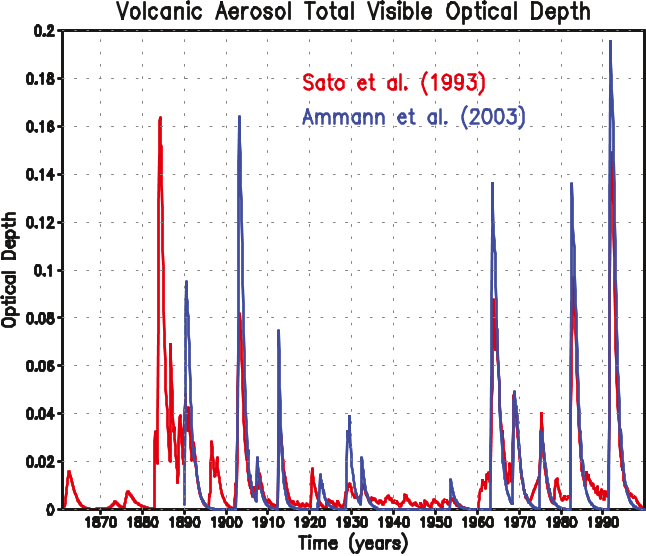 Volcanic Aerosol Total Visible Optical Depth
0.2
0.18
Sato et al. (1993)
0.16
Ammann et al. (2003)
0.14
0.12
Optical Depth
0.1
0.08
0.06
0.04
0.02
0
1870 1880 1890 1900 1910 1920 1930 1940 1950 1960 1970 1980 1990
Time (years)